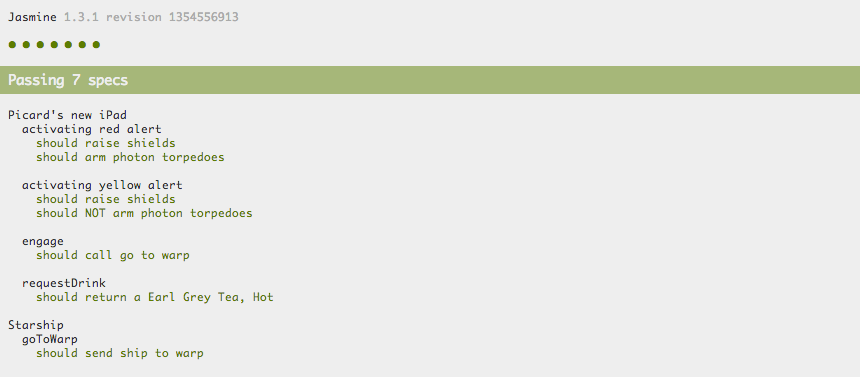 Jasmine 1.3.1 revision 1354556913
Passing 7 specs
Picard's new iPad
activating red alert
should raise shields
should arm photon torpedoes
activating yellow alert
should raise shields
should NOT arm photon torpedoes
engage
should call go to warp
requestDrink
should return a Earl Grey Tea, Hot
Starship
goToWarp
should send ship to warp